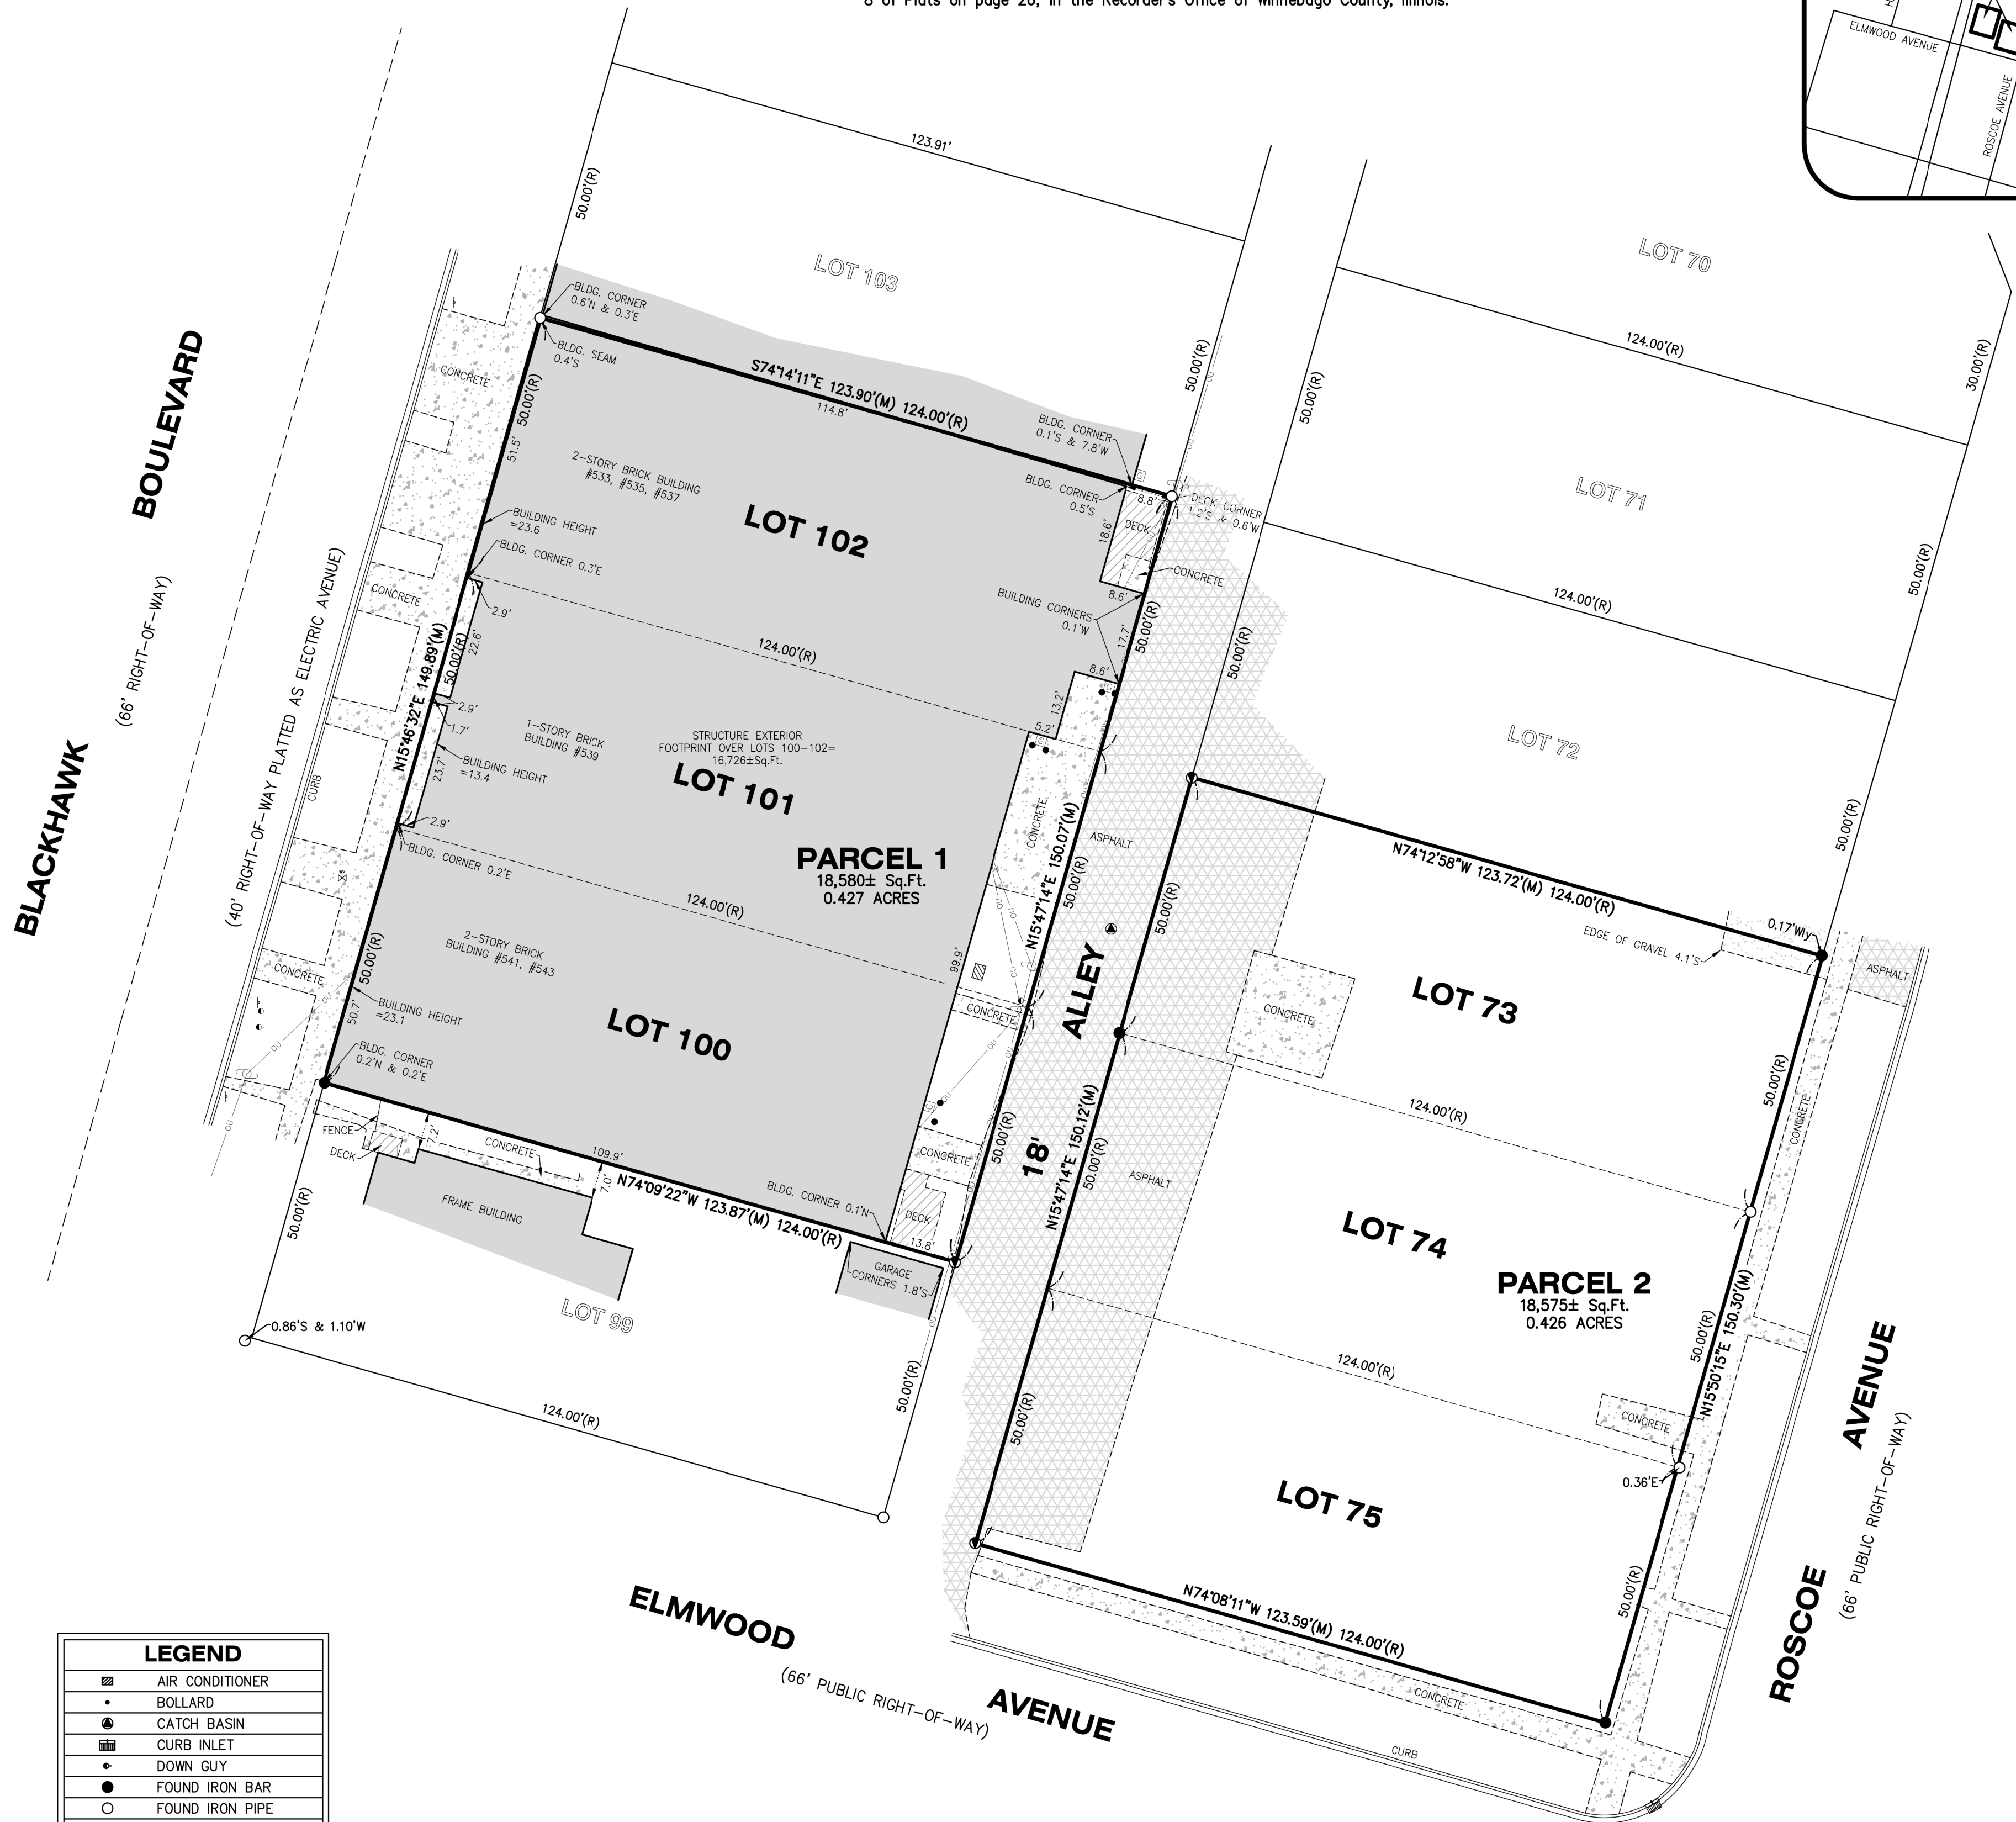 8 of Plats on page 26, in the Recorder's Office of Winnebago County, Illinois.
ELMWOOD AVENUE
ROSCOE AVENUE
123.91'
50.00'(R)
LOT 103
LOT 70
BLDG. CORNER
0.6'N & 0.3'E
BLDG. SEAM
0.4'S
S74°14'11"E 123.90'(M) 124.00'(R)
114.8'
50.00'(R)
50.00'(R)
124.00'(R)
30.00'(R)
BLDG. CORNER
0.1'S & 7.8'W
BLDG. CORNER
0.5'S
8.8'
DECK CORNER
1.2'S & 0.6'W
DECK
18.6'
CONCRETE
8.6'
BUILDING CORNERS
0.1'W
17.7'
50.00'(R)
8.6'
13.2'
5.2'
LOT 71
124.00'(R)
50.00'(R)
50.00'(R)
LOT 72
50.00'(R)
BOULEVARD
(66' RIGHT-OF-WAY)
BLACKHAWK
(40' RIGHT-OF-WAY PLATTED AS ELECTRIC AVENUE)
CURB
CONCRETE
CONCRETE
CONCRETE
50.00'(R)
51.5'
2-STORY BRICK BUILDING
#533, #535, #537
LOT 102
BUILDING HEIGHT
=23.6
BLDG. CORNER 0.3'E
2.9'
22.6'
50.00'(R)
N15°46'32"E 149.89'(M)
2.9'
1.7'
23.7'
BUILDING HEIGHT
=13.4
2.9'
BLDG. CORNER 0.2'E
124.00'(R)
1-STORY BRICK
BUILDING #539
STRUCTURE EXTERIOR
FOOTPRINT OVER LOTS 100-102=
16,726±Sq.Ft.
LOT 101
PARCEL 1
18,580± Sq.Ft.
0.427 ACRES
124.00'(R)
2-STORY BRICK
BUILDING #541, #543
50.00'(R)
50.7'
BUILDING HEIGHT
=23.1
LOT 100
BLDG. CORNER
0.2'N & 0.2'E
CONCRETE
N15°47'14"E 150.07'(M)
50.00'(R)
ASPHALT
99.9'
CONCRETE
CONCRETE
DECK
13.8'
50.00'(R)
BLDG. CORNER 0.1'N
109.9'
N74°09'22"W 123.87'(M) 124.00'(R)
FENCE
DECK
7.2'
CONCRETE
7.0'
FRAME BUILDING
GARAGE
CORNERS 1.8'S
50.00'(R)
LOT 99
0.86'S & 1.10'W
124.00'(R)
50.00'(R)
18' ALLEY
50.00'(R)
N15°47'14"E 150.12'(M)
50.00'(R)
ASPHALT
50.00'(R)
N74°12'58"W 123.72'(M) 124.00'(R)
0.17'Wly
EDGE OF GRAVEL 4.1'S
ASPHALT
CONCRETE
LOT 73
50.00'(R)
CONCRETE
124.00'(R)
LOT 74
PARCEL 2
18,575± Sq.Ft.
0.426 ACRES
50.00'(R)
N15°50'15"E 150.30'(M)
124.00'(R)
CONCRETE
0.36'E
LOT 75
50.00'(R)
N74°08'11"W 123.59'(M) 124.00'(R)
CONCRETE
CURB
ROSCOE AVENUE
(66' PUBLIC RIGHT-OF-WAY)
ELMWOOD AVENUE
(66' PUBLIC RIGHT-OF-WAY)
LEGEND
AIR CONDITIONER
BOLLARD
CATCH BASIN
CURB INLET
DOWN GUY
FOUND IRON BAR
FOUND IRON PIPE